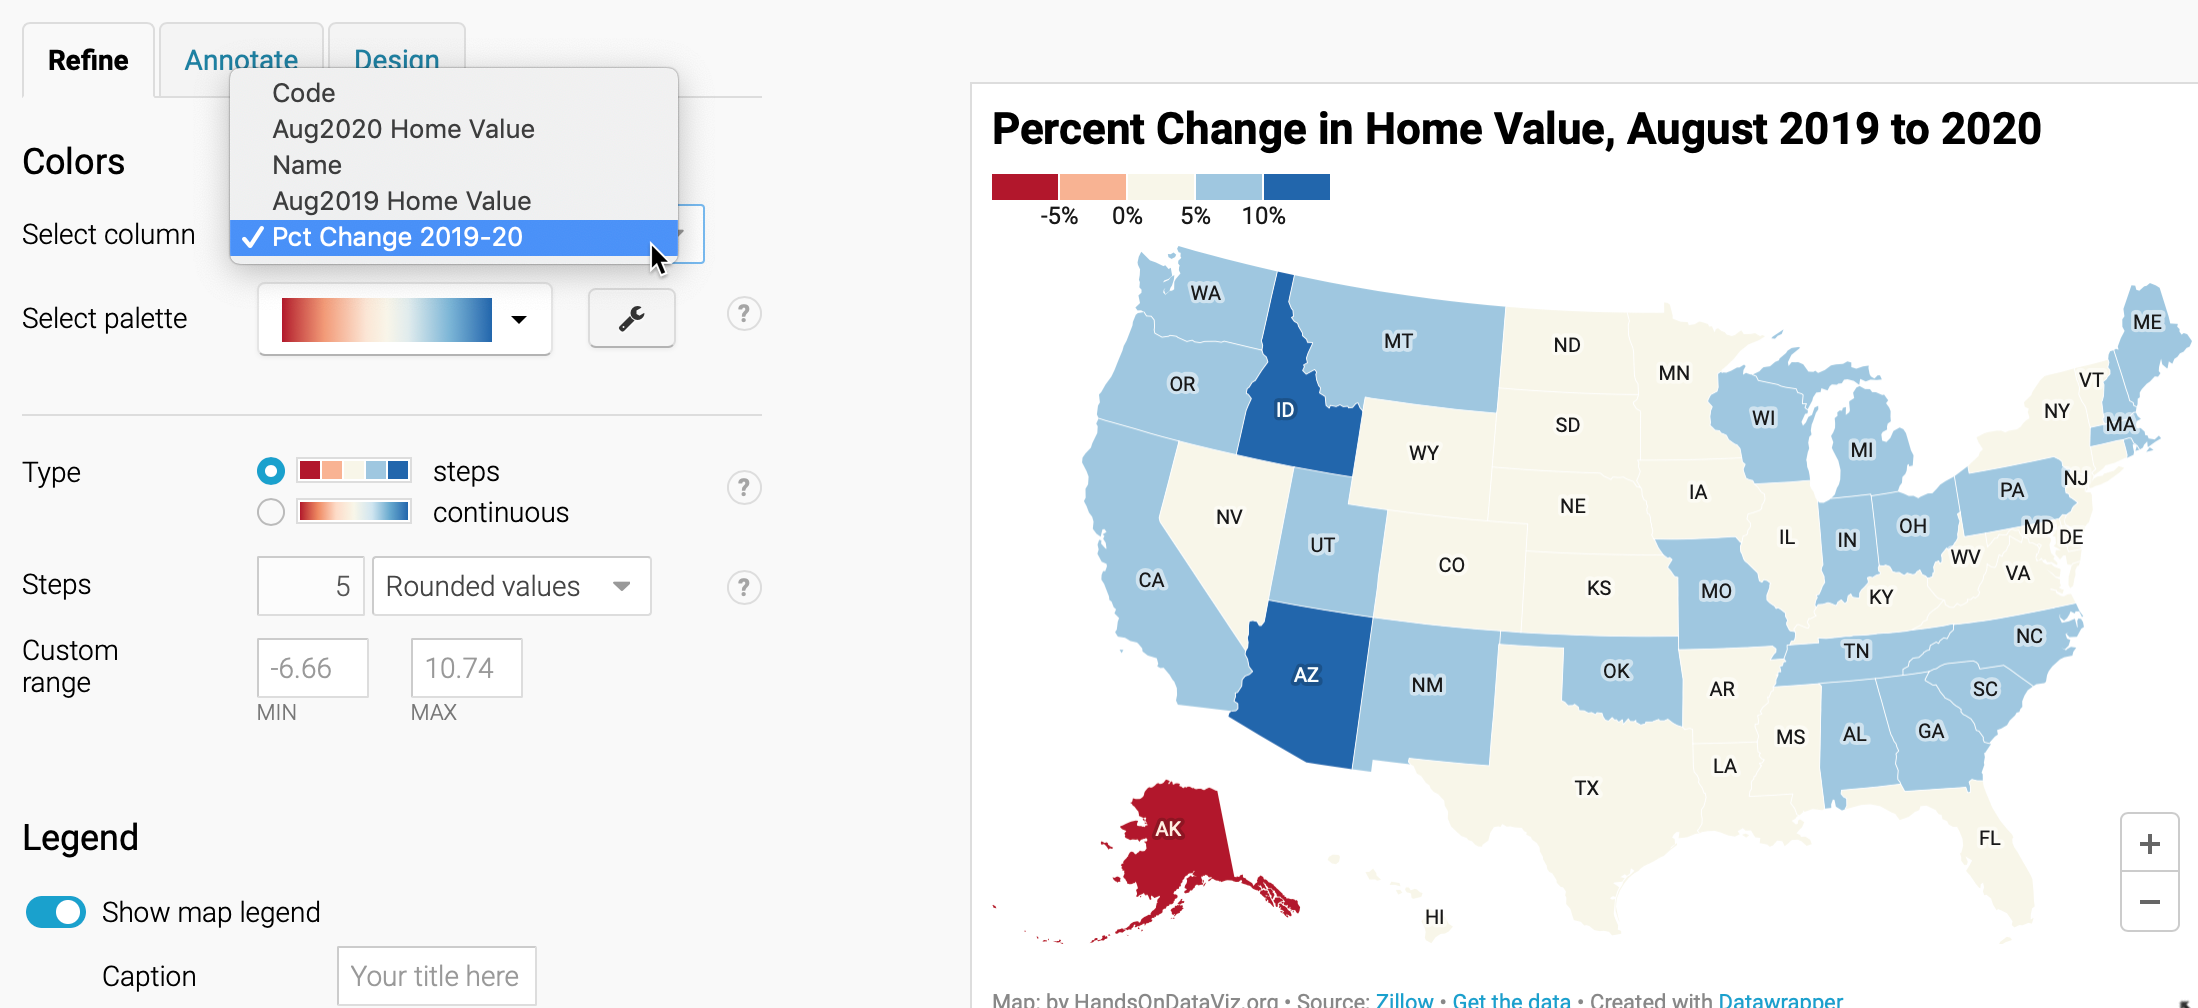 Refine
Annotate
Design
Code
Aug2020 Home Value
Name
Aug2019 Home Value
✓ Pct Change 2019-20
Colors
Select column
Select palette
?
Type
steps
continuous
?
Steps
5
Rounded values
?
Custom
range
-6.66
10.74
MIN
MAX
Legend
Show map legend
Caption
Your title here
Percent Change in Home Value, August 2019 to 2020
-5% 0% 5% 10%
WA
MT
ND
MN
ME
VT
OR
ID
SD
WI
NY
MA
MI
WY
NJ
IA
PA
NE
NV
OH
MD
DE
IL
IN
UT
CO
WV
VA
CA
KS
MO
KY
NC
TN
OK
AZ
NM
AR
SC
MS
AL
GA
LA
TX
AK
FL
HI
+
−
Map: by HandsOnDataViz.org • Source: Zillow • Get the data • Created with Datawrapper